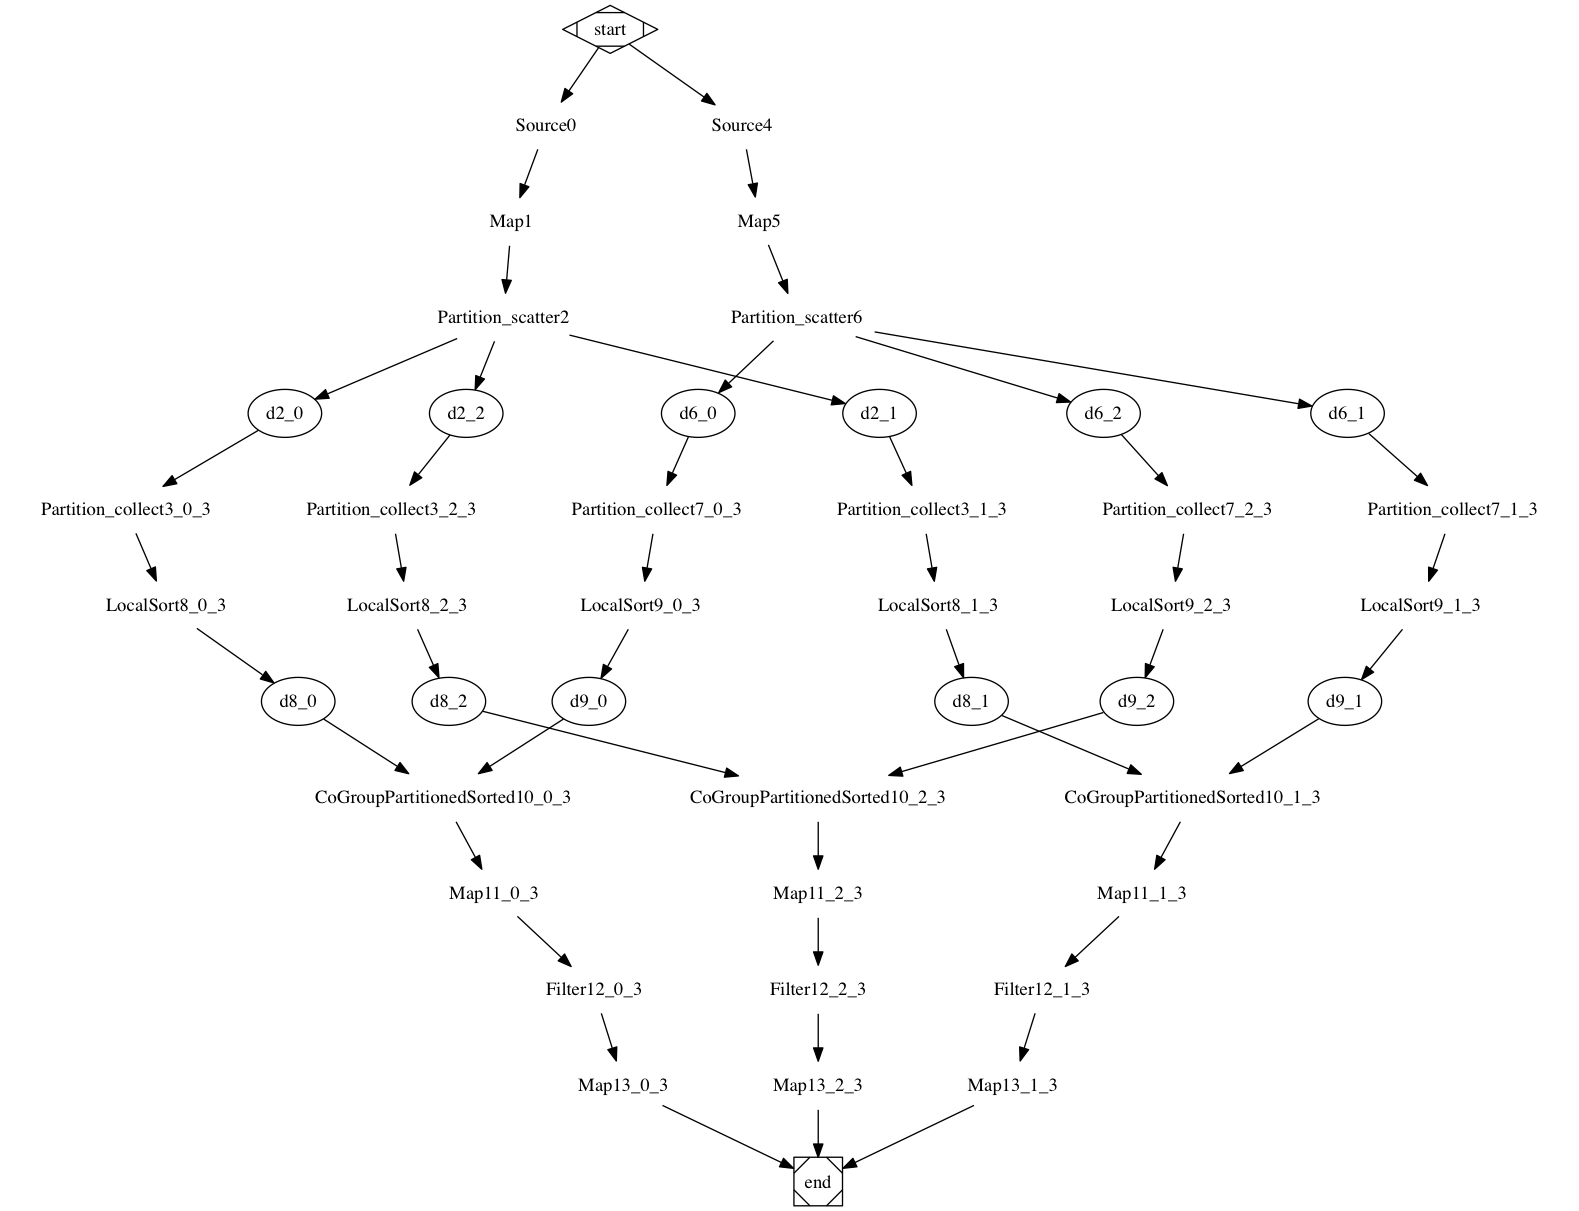 start
Source0
Source4
Map1
Map5
Partition_scatter2
Partition_scatter6
d2_0
d2_2
d6_0
d2_1
d6_2
d6_1
Partition_collect3_0_3
Partition_collect3_2_3
Partition_collect7_0_3
Partition_collect3_1_3
Partition_collect7_2_3
Partition_collect7_1_3
LocalSort8_0_3
LocalSort8_2_3
LocalSort9_0_3
LocalSort8_1_3
LocalSort9_2_3
LocalSort9_1_3
d8_0
d8_2
d9_0
d8_1
d9_2
d9_1
CoGroupPartitionedSorted10_0_3
CoGroupPartitionedSorted10_2_3
CoGroupPartitionedSorted10_1_3
Map11_0_3
Map11_2_3
Map11_1_3
Filter12_0_3
Filter12_2_3
Filter12_1_3
Map13_0_3
Map13_2_3
Map13_1_3
end